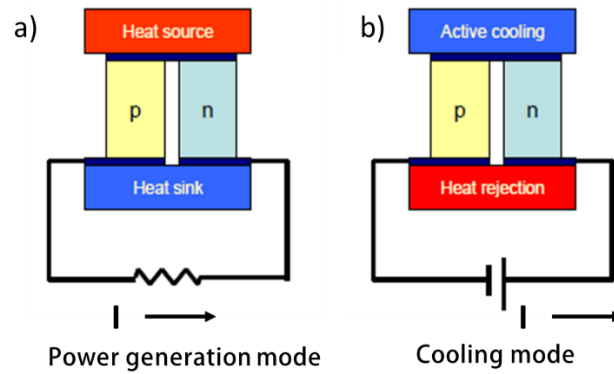 a)
Heat source
p
n
Heat sink
I
Power generation mode
b)
Active cooling
p
n
Heat rejection
I
Cooling mode